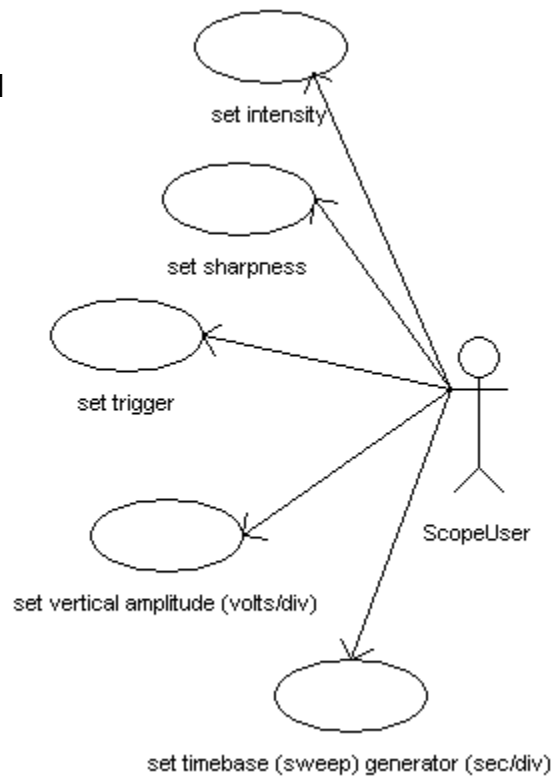 set intensity
set sharpness
set trigger
ScopeUser
set vertical amplitude (volts/div)
set timebase (sweep) generator (sec/div)